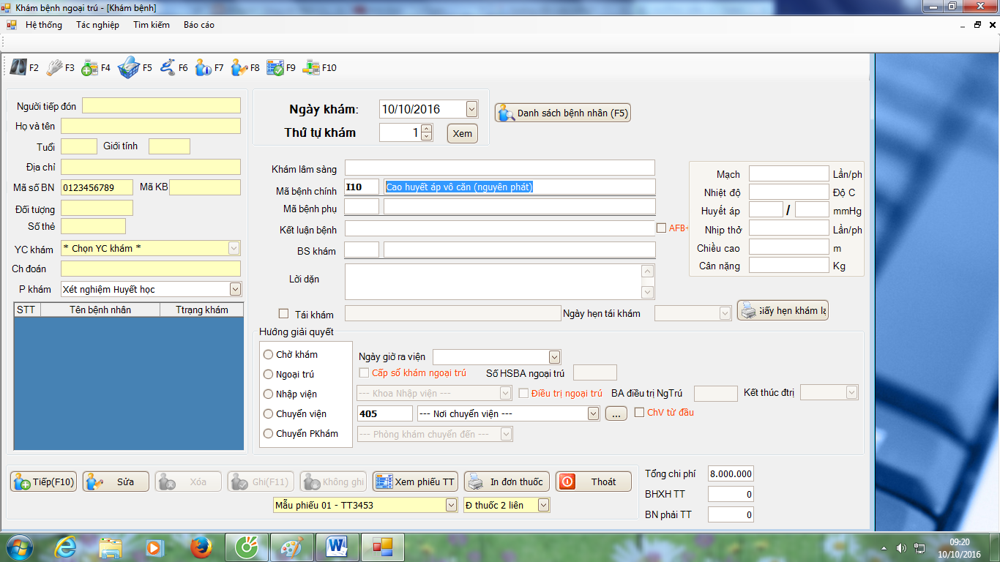 Khám bệnh ngoại trú - [Khám bệnh]
Hệ thống Tác nghiệp Tìm kiếm Báo cáo
F2 F3 F4 F5 F6 F7 F8 F9 F10
Người tiếp đón
Họ và tên
Tuổi Giới tính
Địa chỉ
Mã số BN 0123456789 Mã KB
Đối tượng
Số thẻ
YC khám * Chọn YC khám *
Ch đoán
P khám Xét nghiệm Huyết học
STT Tên bệnh nhân Ttrạng khám
Ngày khám: 10/10/2016
Thứ tự khám 1 Xem
Danh sách bệnh nhân (F5)
Khám lâm sàng
Mã bệnh chính I10 Cao huyết áp vô căn (nguyên phát)
Mã bệnh phụ
Kết luận bệnh AFB+
BS khám
Lời dặn
Tái khám Ngày hẹn tái khám Giấy hẹn khám lạ
Mạch Lần/ph
Nhiệt độ Độ C
Huyết áp / mmHg
Nhịp thở Lần/ph
Chiều cao m
Cân nặng Kg
Hướng giải quyết
Chờ khám
Ngoại trú
Nhập viện
Chuyển viện
Chuyển PKhám
Ngày giờ ra viện
Cấp sổ khám ngoại trú Số HSBA ngoại trú
--- Khoa Nhập viện --- Điều trị ngoại trú BA điều trị NgTrú Kết thúc đtrị
405 --- Nơi chuyển viện --- ... ChV từ đầu
--- Phòng khám chuyển đến ---
Tiếp(F10) Sửa Xóa Ghi(F11) Không ghi Xem phiếu TT In đơn thuốc Thoát
Mẫu phiếu 01 - TT3453 Đ thuốc 2 liên
Tổng chi phí 8.000.000
BHXH TT 0
BN phải TT 0
09:20
10/10/2016